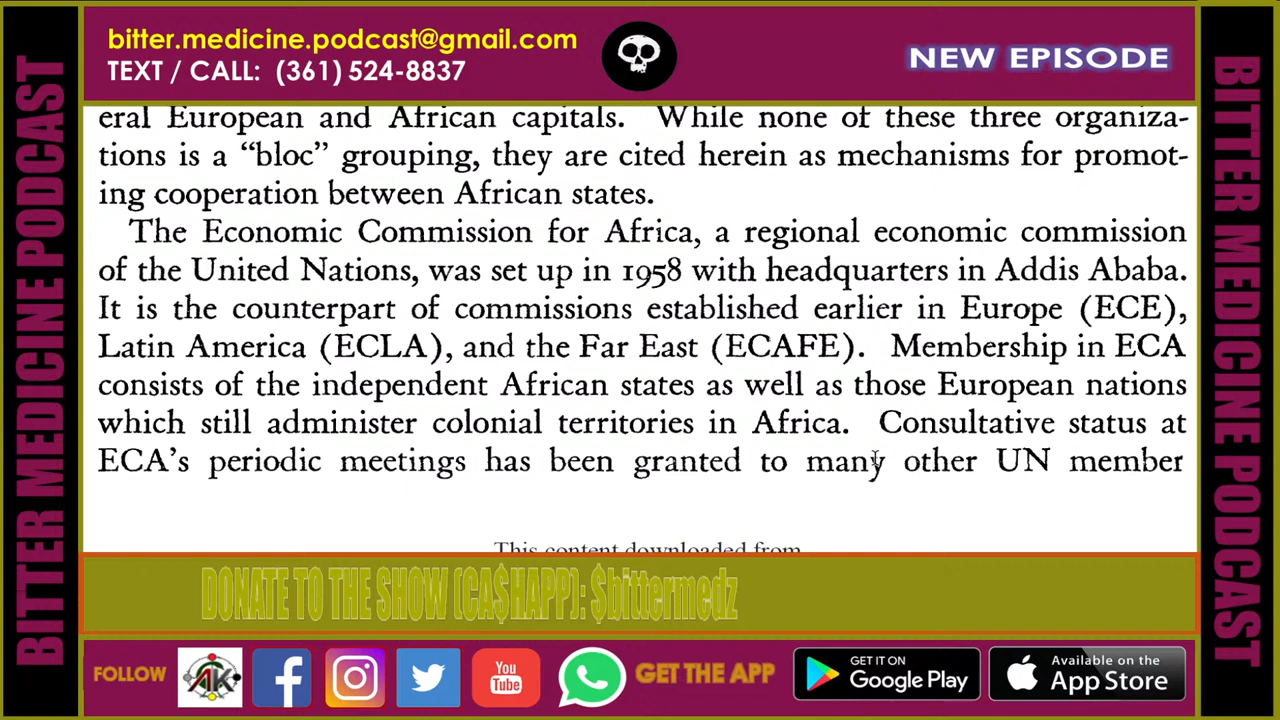 bitter.medicine.podcast@gmail.com
TEXT / CALL: (361) 524-8837
NEW EPISODE
BITTER MEDICINE PODCAST
eral European and African capitals. While none of these three organiza-
tions is a “bloc” grouping, they are cited herein as mechanisms for promot-
ing cooperation between African states.
The Economic Commission for Africa, a regional economic commission
of the United Nations, was set up in 1958 with headquarters in Addis Ababa.
It is the counterpart of commissions established earlier in Europe (ECE),
Latin America (ECLA), and the Far East (ECAFE). Membership in ECA
consists of the independent African states as well as those European nations
which still administer colonial territories in Africa. Consultative status at
ECA’s periodic meetings has been granted to many other UN member
This content downloaded from
BITTER MEDICINE PODCAST
DONATE TO THE SHOW (CA$HAPP): $bittermedz
FOLLOW
ATK
You
Tube
GET THE APP
GET IT ON
Google Play
Available on the
App Store